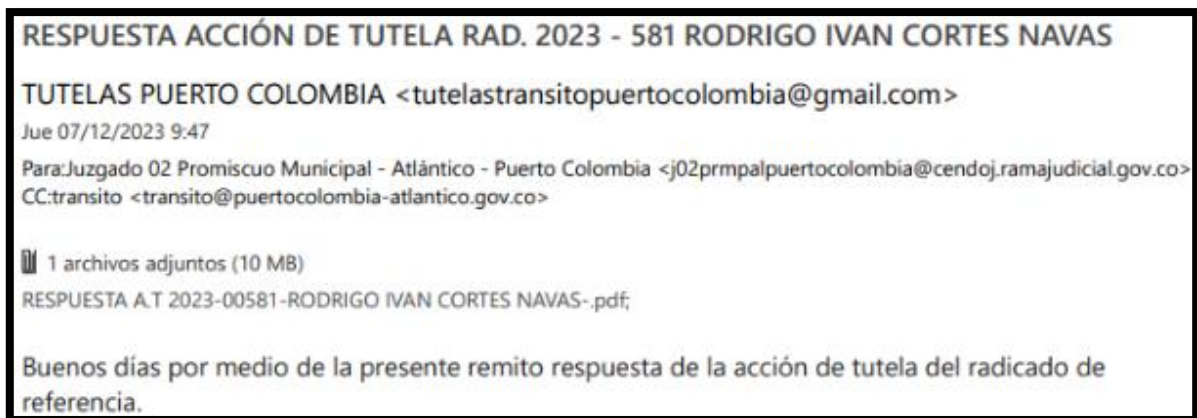 RESPUESTA ACCIÓN DE TUTELA RAD. 2023 - 581 RODRIGO IVAN CORTES NAVAS
TUTELAS PUERTO COLOMBIA <tutelastransitopuertocolombia@gmail.com>
Jue 07/12/2023 9:47
Para:Juzgado 02 Promiscuo Municipal - Atlántico - Puerto Colombia <j02prmpalpuertocolombia@cendoj.ramajudicial.gov.co>
CC:transito <transito@puertocolombia-atlantico.gov.co>
1 archivos adjuntos (10 MB)
RESPUESTA A.T 2023-00581-RODRIGO IVAN CORTES NAVAS-.pdf;
Buenos días por medio de la presente remito respuesta de la acción de tutela del radicado de
referencia.